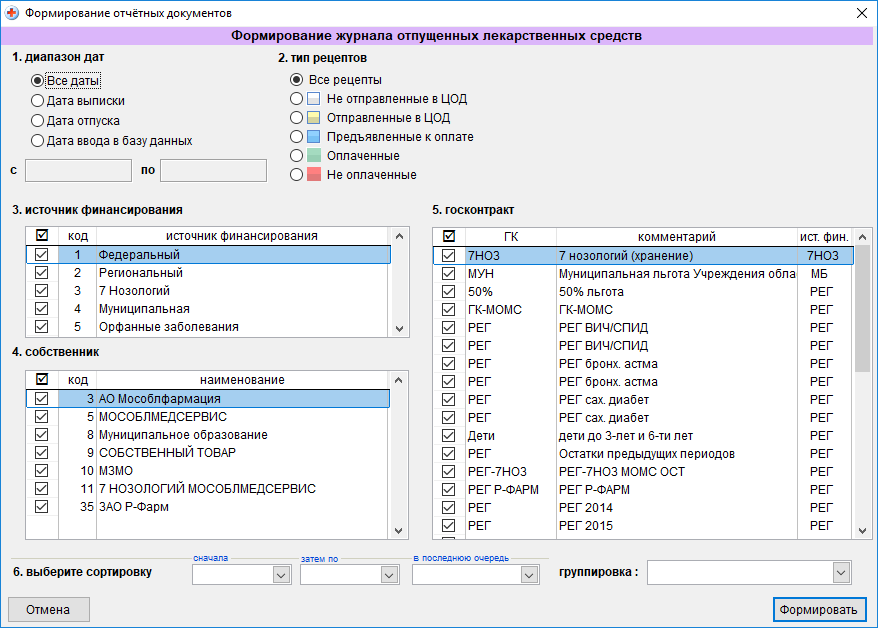 Формирование отчётных документов
Формирование журнала отпущенных лекарственных средств
1. диапазон дат
Все даты
Дата выписки
Дата отпуска
Дата ввода в базу данных
с по
2. тип рецептов
Все рецепты
Не отправленные в ЦОД
Отправленные в ЦОД
Предъявленные к оплате
Оплаченные
Не оплаченные
3. источник финансирования
код источник финансирования
1 Федеральный
2 Региональный
3 7 Нозологий
4 Муниципальная
5 Орфанные заболевания
4. собственник
код наименование
3 АО Мособлфармация
5 МОСОБЛМЕДСЕРВИС
8 Муниципальное образование
9 СОБСТВЕННЫЙ ТОВАР
10 МЗМО
11 7 НОЗОЛОГИЙ МОСОБЛМЕДСЕРВИС
35 ЗАО Р-Фарм
5. госконтракт
ГК комментарий ист. фин.
7НОЗ 7 нозологий (хранение) 7НОЗ
МУН Муниципальная льгота Учреждения обла МБ
50% 50% льгота РЕГ
ГК-МОМС ГК-МОМС РЕГ
РЕГ РЕГ ВИЧ/СПИД РЕГ
РЕГ РЕГ ВИЧ/СПИД РЕГ
РЕГ РЕГ бронх. астма РЕГ
РЕГ РЕГ бронх. астма РЕГ
РЕГ РЕГ сах. диабет РЕГ
РЕГ РЕГ сах. диабет РЕГ
Дети дети до 3-лет и 6-ти лет РЕГ
РЕГ Остатки предыдущих периодов РЕГ
РЕГ-7НОЗ РЕГ-7НОЗ МОМС ОСТ РЕГ
РЕГ Р-ФАРМ РЕГ Р-ФАРМ РЕГ
РЕГ РЕГ 2014 РЕГ
РЕГ РЕГ 2015 РЕГ
6. выберите сортировку
сначала
затем по
в последнюю очередь
группировка :
Отмена
Формировать